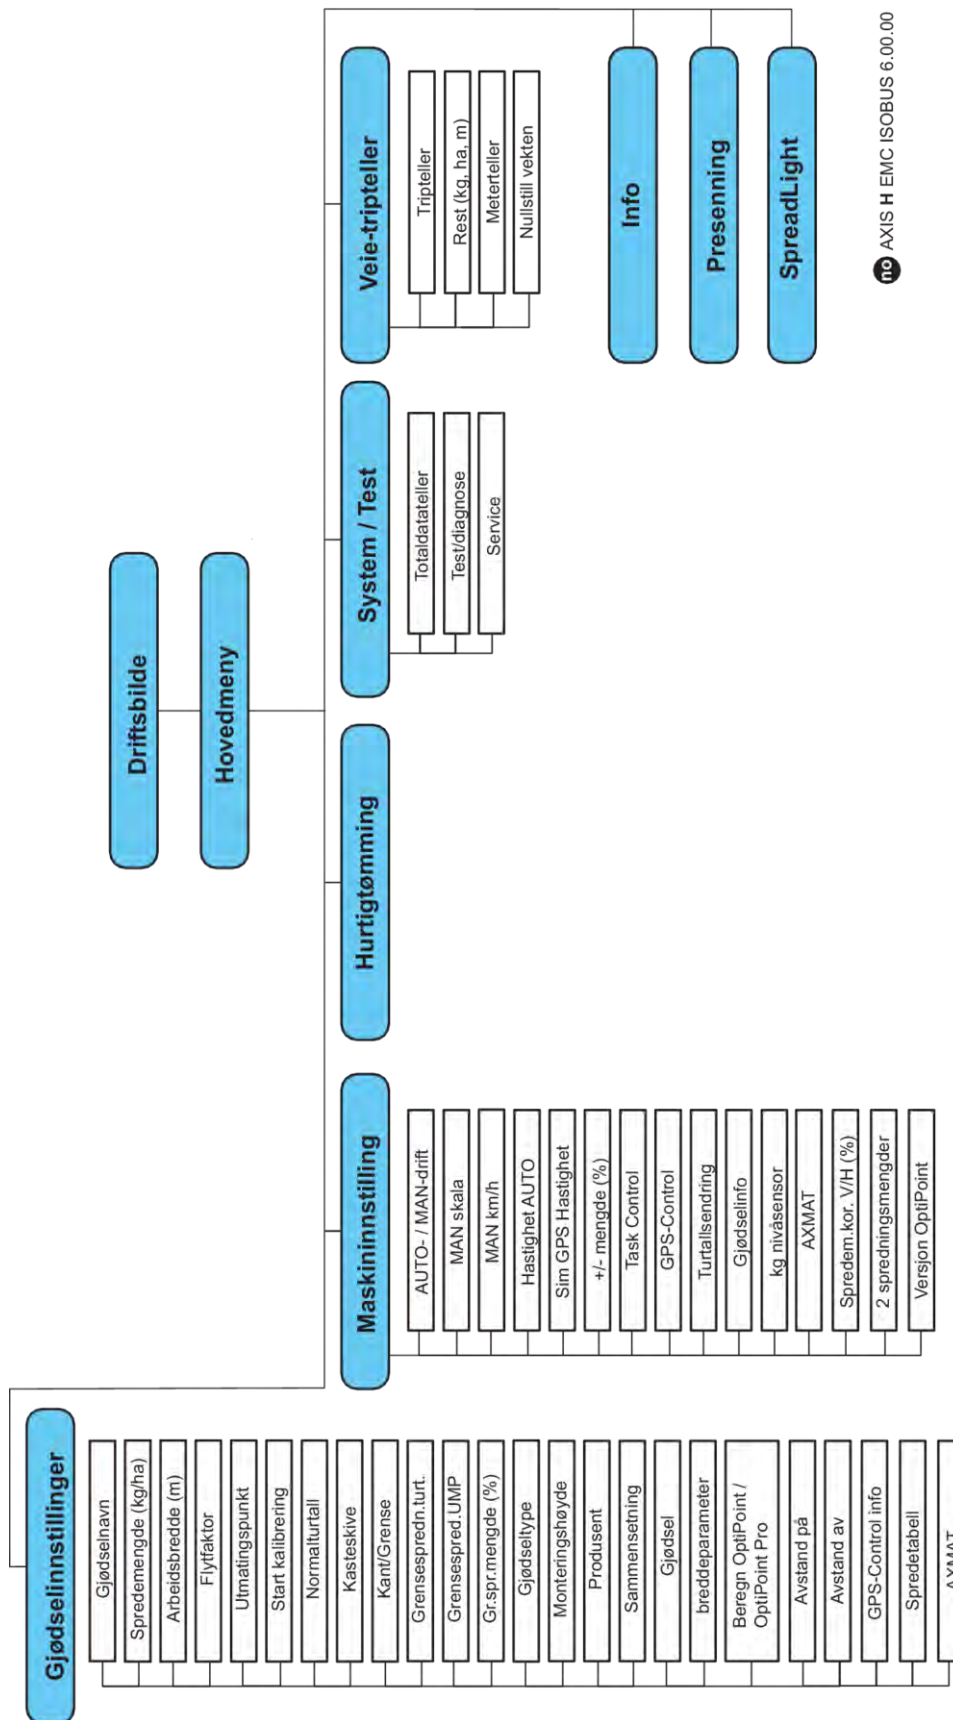 Driftsbilde
Hovedmeny
Gjødselinnstillinger
Gjødselnavn
Spredemengde (kg/ha)
Arbeidsbredde (m)
Flytfaktor
Utmatingspunkt
Start kalibrering
Normalturtall
Kasteskive
Kant/Grense
Grensespredn.turt.
Grensespred.UMP
Gr.spr.mengde (%)
Gjødseltype
Monteringshøyde
Produsent
Sammensetning
Gjødsel
breddeparameter
Beregn OptiPoint /
OptiPoint Pro
Avstand på
Avstand av
GPS-Control info
Spredetabell
AXMAT
Maskininnstilling
AUTO- / MAN-drift
MAN skala
MAN km/h
Hastighet AUTO
Sim GPS Hastighet
+/- mengde (%)
Task Control
GPS-Control
Turtallsendring
Gjødselinfo
kg nivåsensor
AXMAT
Spredem.kor. V/H (%)
2 spredningsmengder
Versjon OptiPoint
Hurtigtømming
System / Test
Totaldatateller
Test/diagnose
Service
Veie-tripteller
Tripteller
Rest (kg, ha, m)
Meterteller
Nullstill vekten
Info
Presenning
SpreadLight
no AXIS H EMC ISOBUS 6.00.00